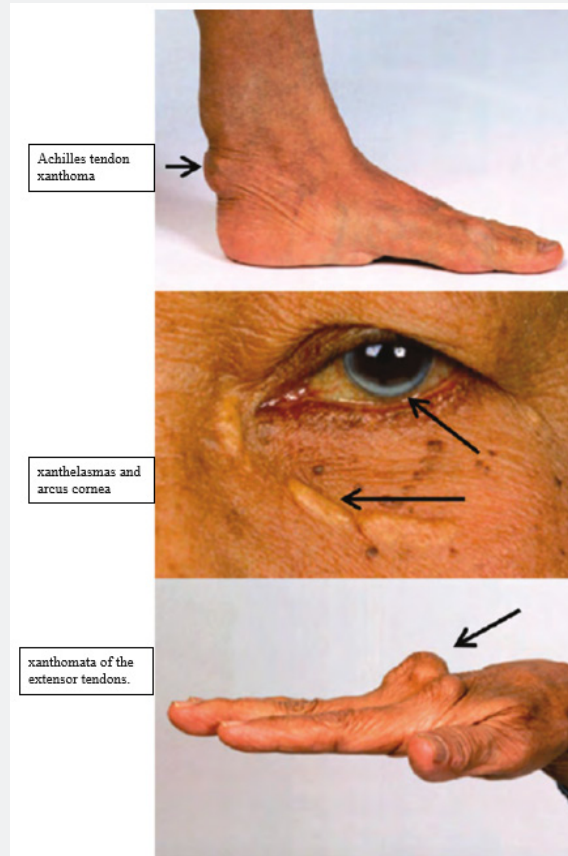 Achilles tendon
xanthoma
xanthelasmas and
arcus cornea
xanthomata of the
extensor tendons.